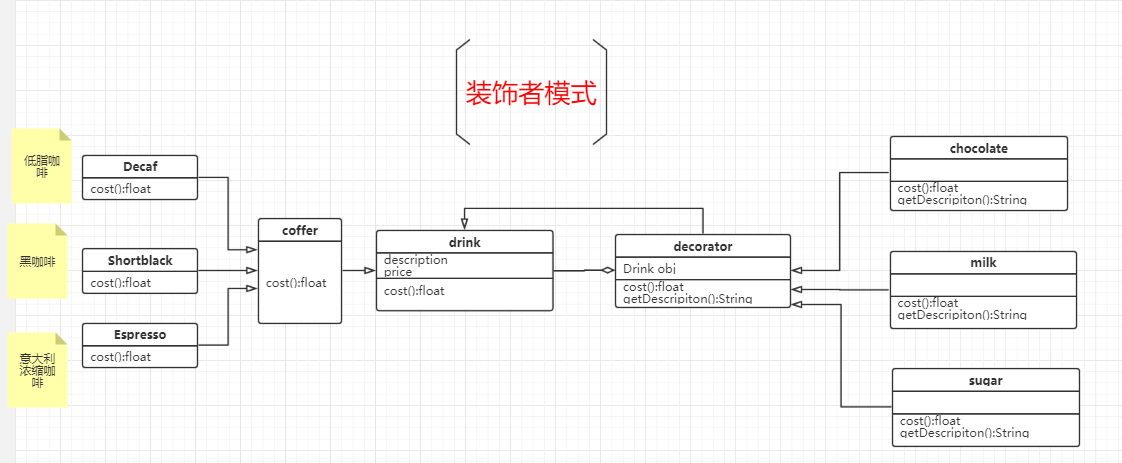 装饰者模式
低脂咖
啡
Decaf
cost():float
黑咖啡
Shortblack
cost():float
意大利
浓缩咖
啡
Espresso
cost():float
coffer
cost():float
drink
description
price
cost():float
decorator
Drink obj
cost():float
getDescripiton():String
chocolate
cost():float
getDescripiton():String
milk
cost():float
getDescripiton():String
sugar
cost():float
getDescripiton():String